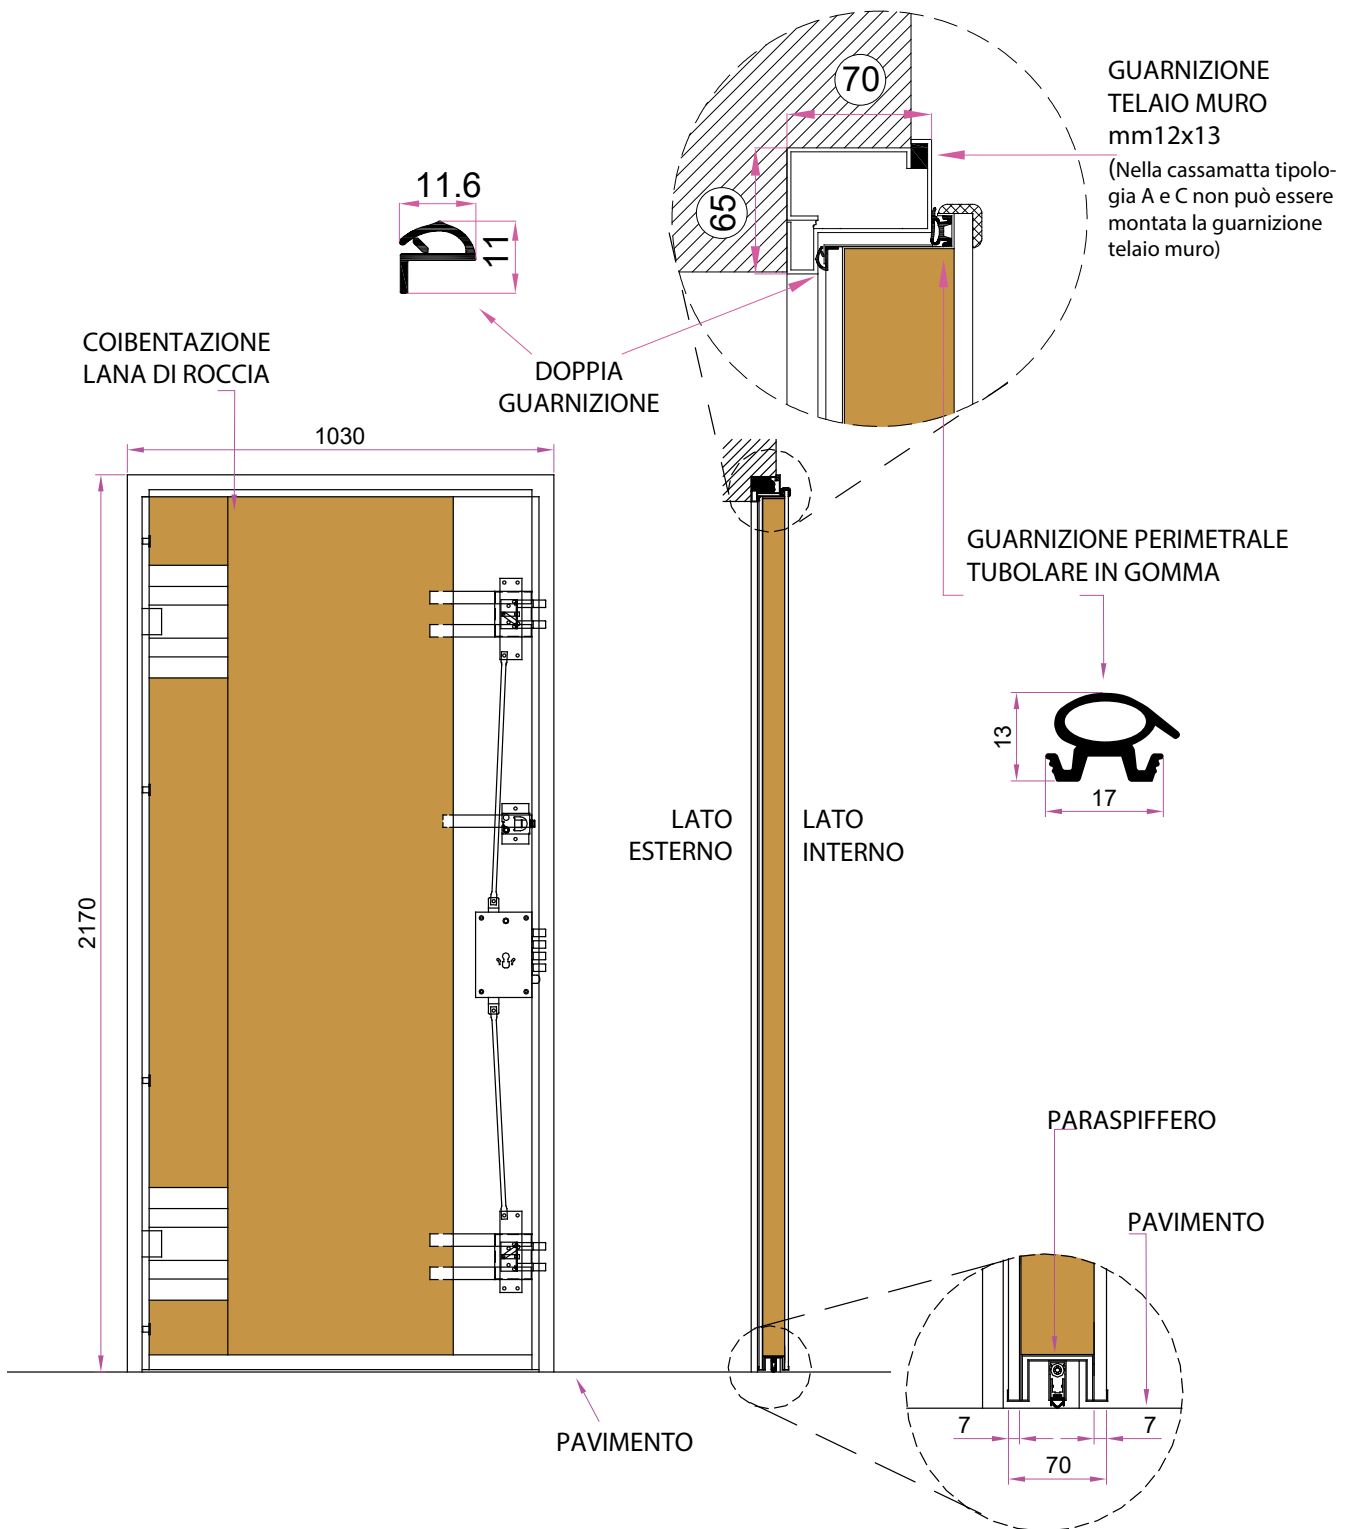 70
65
GUARNIZIONE
TELAIO MURO
mm12x13
(Nella cassamatta tipolo-
gia A e C non può essere
montata la guarnizione
telaio muro)
11.6
11
COIBENTAZIONE
LANA DI ROCCIA
DOPPIA
GUARNIZIONE
1030
2170
GUARNIZIONE PERIMETRALE
TUBOLARE IN GOMMA
13
17
LATO
ESTERNO
LATO
INTERNO
PARASPIFFERO
PAVIMENTO
7
7
70
PAVIMENTO